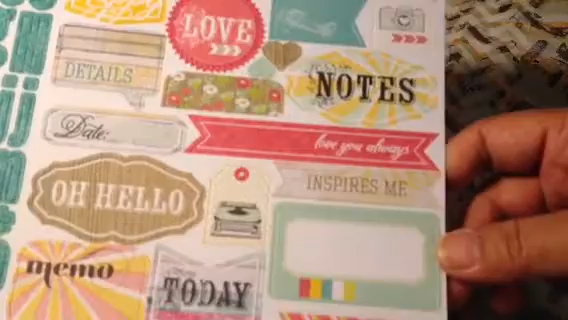 LOVE
DETAILS
NOTES
Date:
love you always
INSPIRES ME
OH HELLO
memo
TODAY